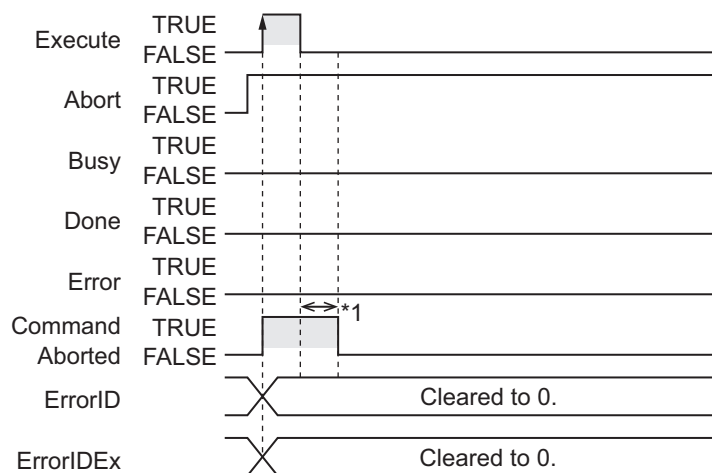 Execute TRUE
FALSE
Abort TRUE
FALSE
Busy TRUE
FALSE
Done TRUE
FALSE
Error TRUE
FALSE
*1
Command TRUE
Aborted FALSE
ErrorID Cleared to 0.
ErrorIDEx Cleared to 0.